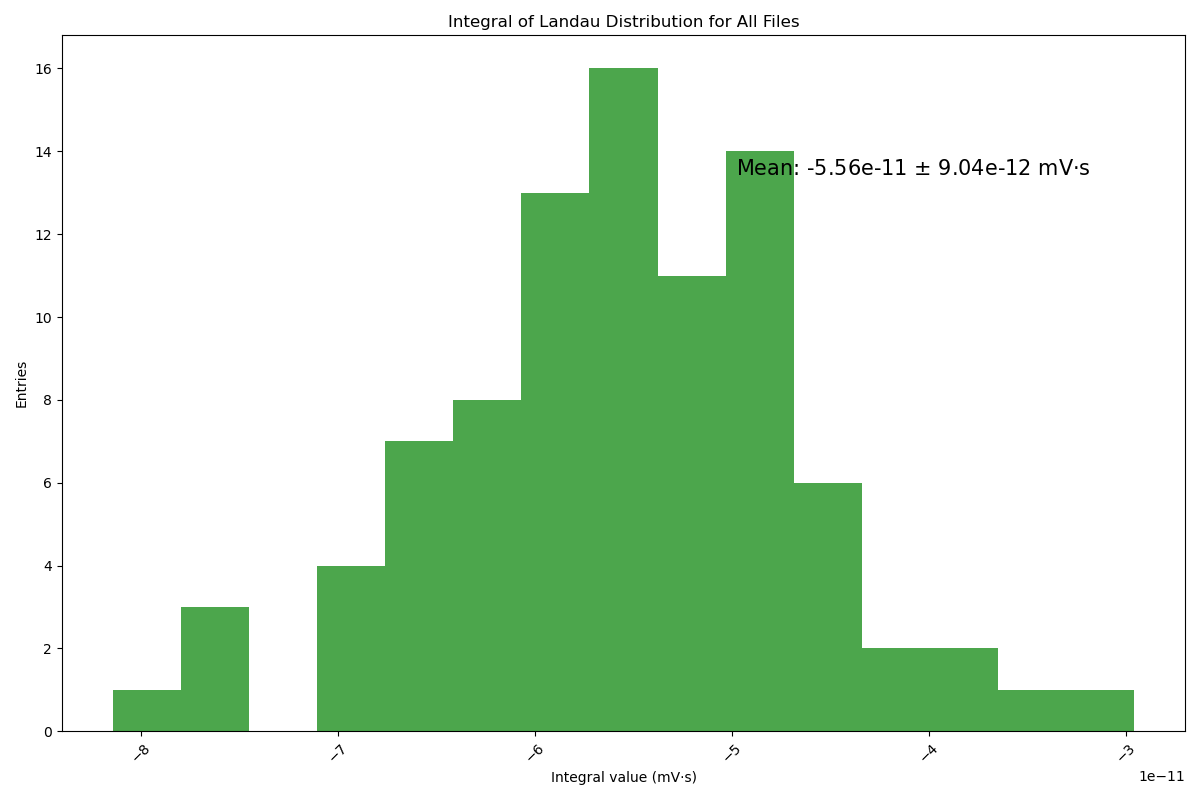 Integral of Landau Distribution for All Files
16
14
12
10
8
6
4
2
0
Entries
Mean: -5.56e-11 ± 9.04e-12 mV·s
−8 −7 −6 −5 −4 −3
1e−11
Integral value (mV·s)